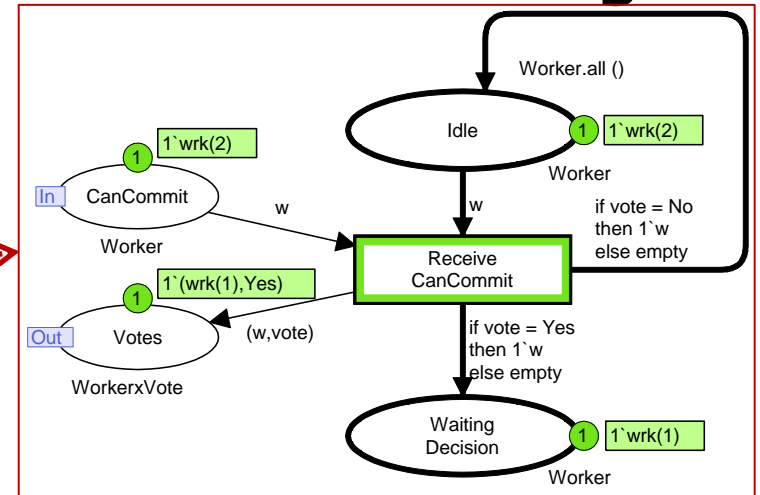 Worker.all ()
Idle
1
1`wrk(2)
Worker
1`wrk(2)
1
In
CanCommit
Worker
w
w
if vote = No
then 1`w
else empty
Receive
CanCommit
1`(wrk(1),Yes)
1
Out
Votes
(w,vote)
WorkerxVote
if vote = Yes
then 1`w
else empty
Waiting
Decision
1
1`wrk(1)
Worker